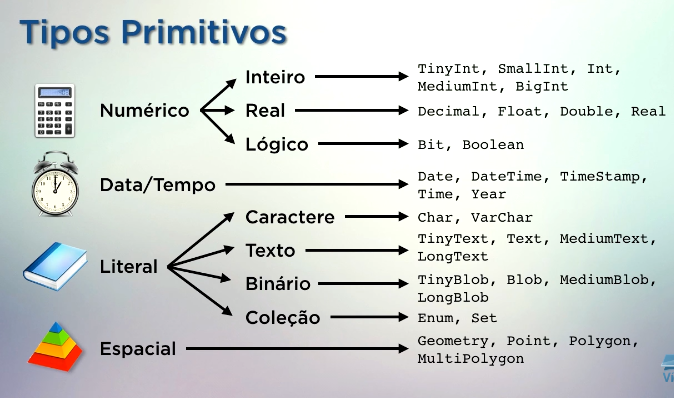 Tipos Primitivos
Numérico
Inteiro
TinyInt, SmallInt, Int,
MediumInt, BigInt
Real
Decimal, Float, Double, Real
Lógico
Bit, Boolean
Data/Tempo
Date, DateTime, TimeStamp,
Time, Year
Literal
Caractere
Char, VarChar
Texto
TinyText, Text, MediumText,
LongText
Binário
TinyBlob, Blob, MediumBlob,
LongBlob
Coleção
Enum, Set
Espacial
Geometry, Point, Polygon,
MultiPolygon